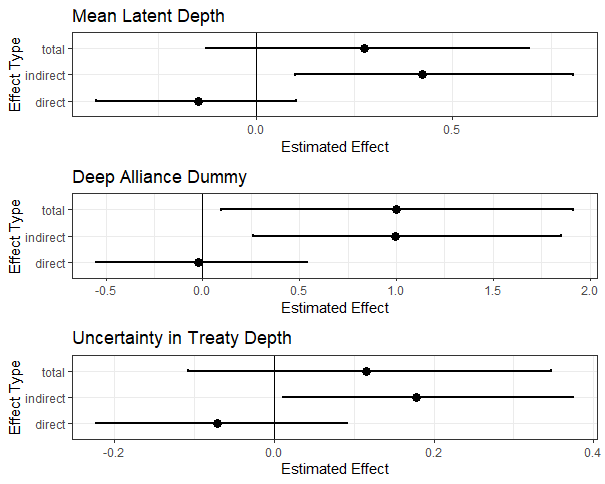 Mean Latent Depth
Effect Type
total
indirect
direct
0.0 0.5
Estimated Effect
Deep Alliance Dummy
Effect Type
total
indirect
direct
-0.5 0.0 0.5 1.0 1.5 2.0
Estimated Effect
Uncertainty in Treaty Depth
Effect Type
total
indirect
direct
-0.2 0.0 0.2 0.4
Estimated Effect